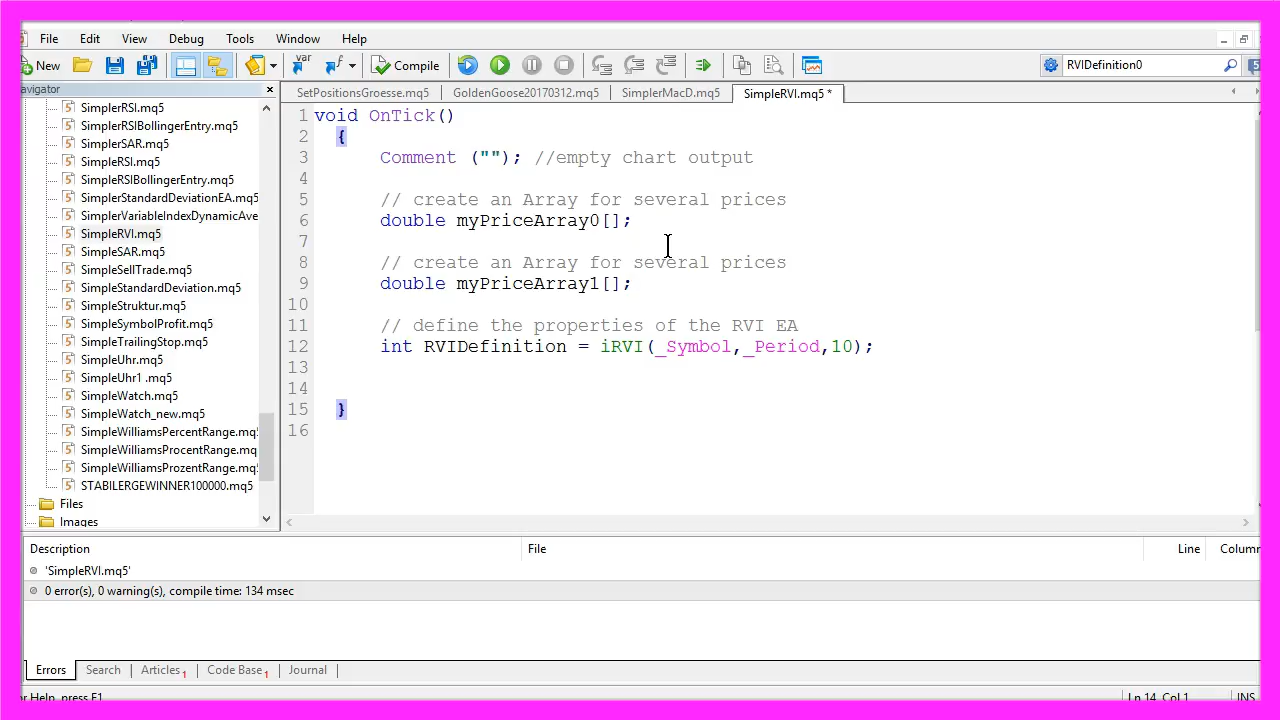 File Edit View Debug Tools Window Help
New Compile RVIDefinition0 5
avigator
SetPositionsGroesse.mq5 GoldenGoose20170312.mq5 SimplerMacD.mq5 SimpleRVI.mq5 *
SimplerRSI.mq5
SimplerRSIBollingerEntry.mq5
SimplerSAR.mq5
SimpleRSI.mq5
SimpleRSIBollingerEntry.mq5
SimplerStandardDeviationEA.mq5
SimplerVariableIndexDynamicAve
SimpleRVI.mq5
SimpleSAR.mq5
SimpleSellTrade.mq5
SimpleStandardDeviation.mq5
SimpleStruktur.mq5
SimpleSymbolProfit.mq5
SimpleTrailingStop.mq5
SimpleUhr.mq5
SimpleUhr1 .mq5
SimpleWatch.mq5
SimpleWatch_new.mq5
SimpleWilliamsPercentRange.mq
SimpleWilliamsProcentRange.mq
SimpleWilliamsProzentRange.mq5
STABILERGEWINNER100000.mq5
Files
Images
1 void OnTick()
2 {
3 Comment (""); //empty chart output
4
5 // create an Array for several prices
6 double myPriceArray0[];
7
8 // create an Array for several prices
9 double myPriceArray1[];
10
11 // define the properties of the RVI EA
12 int RVIDefinition = iRVI(_Symbol,_Period,10);
13
14
15 }
16
Description File Line Column
'SimpleRVI.mq5'
0 error(s), 0 warning(s), compile time: 134 msec
Errors Search Articles 1 Code Base 1 Journal
or Help, press F1 Ln 14, Col 1 INS